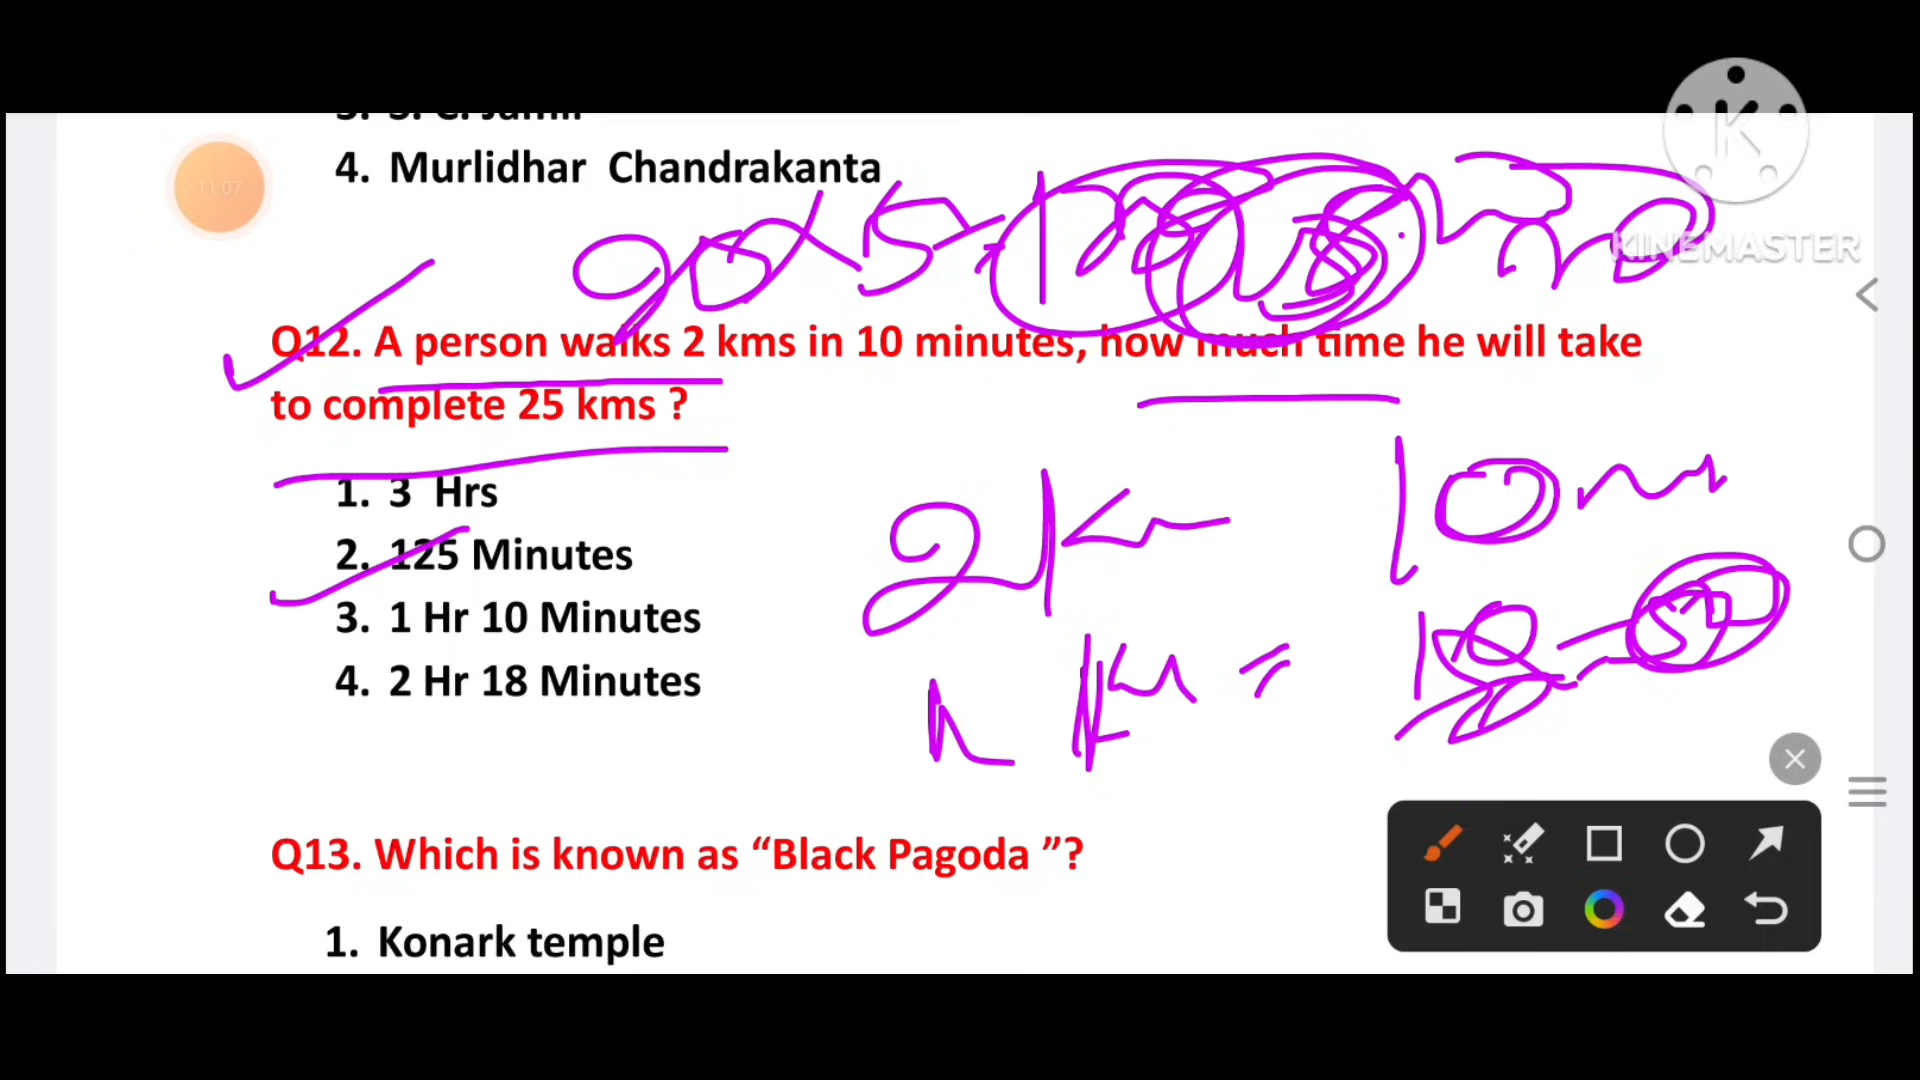 4. Murlidhar Chandrakanta
11:07
KINEMASTER
Q12. A person walks 2 kms in 10 minutes, how much time he will take
to complete 25 kms ?
1. 3 Hrs
2. 125 Minutes
3. 1 Hr 10 Minutes
4. 2 Hr 18 Minutes
2 km 10 m
Q13. Which is known as “Black Pagoda ”?
1. Konark temple